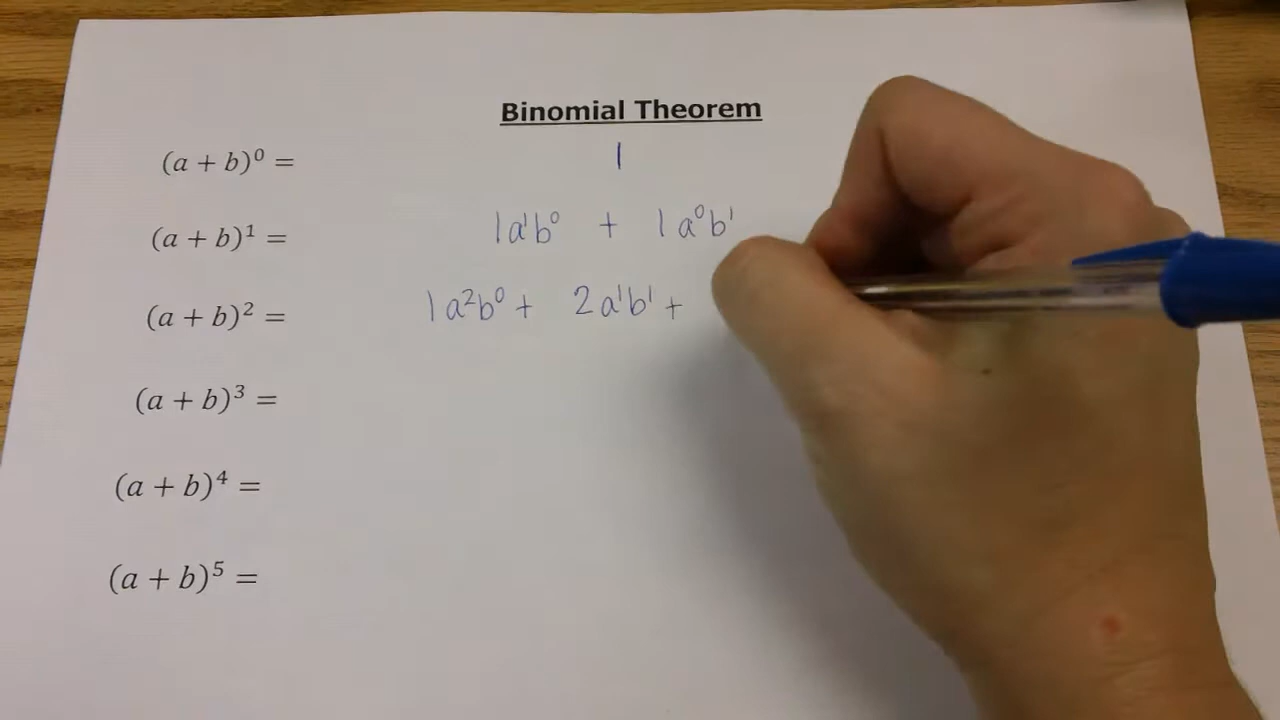 Binomial Theorem
(a + b)⁰ = 1
(a + b)¹ = 1a¹b⁰ + 1a⁰b¹
(a + b)² = 1a²b⁰ + 2a¹b¹ +
(a + b)³ =
(a + b)⁴ =
(a + b)⁵ =